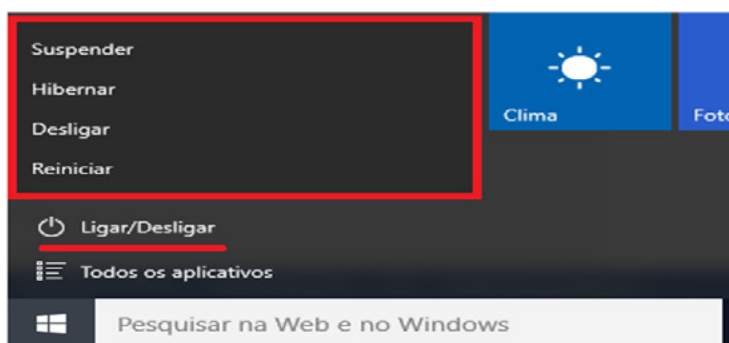 Suspender
Hibernar
Desligar
Reiniciar
Clima
Foto
Ligar/Desligar
Todos os aplicativos
Pesquisar na Web e no Windows